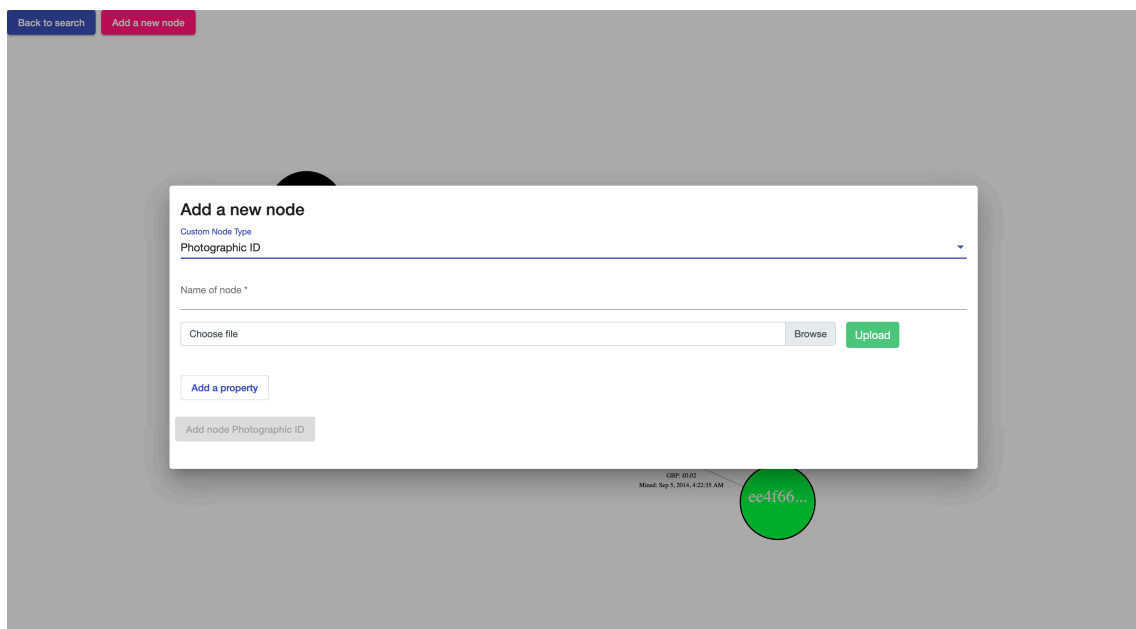 Back to search
Add a new node
Add a new node
Custom Node Type
Photographic ID
Name of node *
Choose file
Browse
Upload
Add a property
Add node Photographic ID
GBP: £0.02
Mined: Sep 5, 2014, 4:22:35 AM
ee4f66...